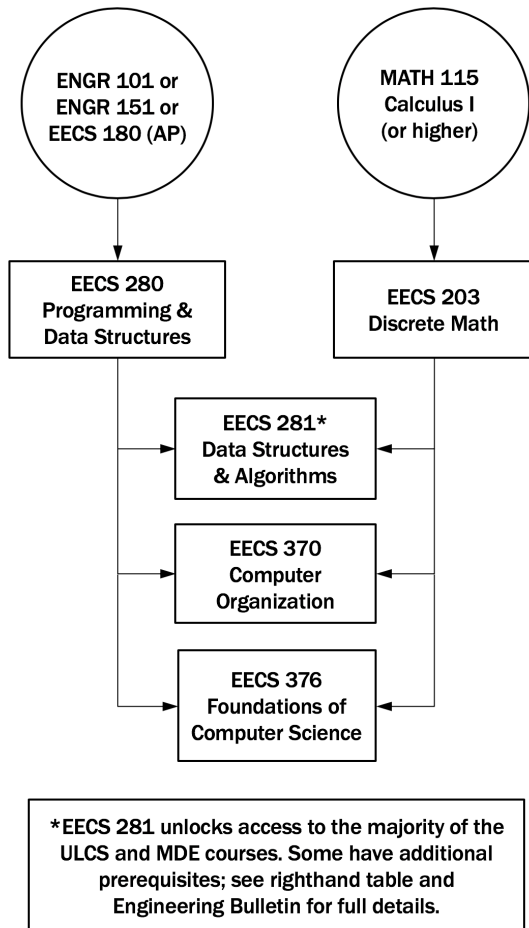 ENGR 101 or
ENGR 151 or
EECS 180 (AP)
MATH 115
Calculus I
(or higher)
EECS 280
Programming &
Data Structures
EECS 203
Discrete Math
EECS 281*
Data Structures
& Algorithms
EECS 370
Computer
Organization
EECS 376
Foundations of
Computer Science
*EECS 281 unlocks access to the majority of the
ULCS and MDE courses. Some have additional
prerequisites; see righthand table and
Engineering Bulletin for full details.